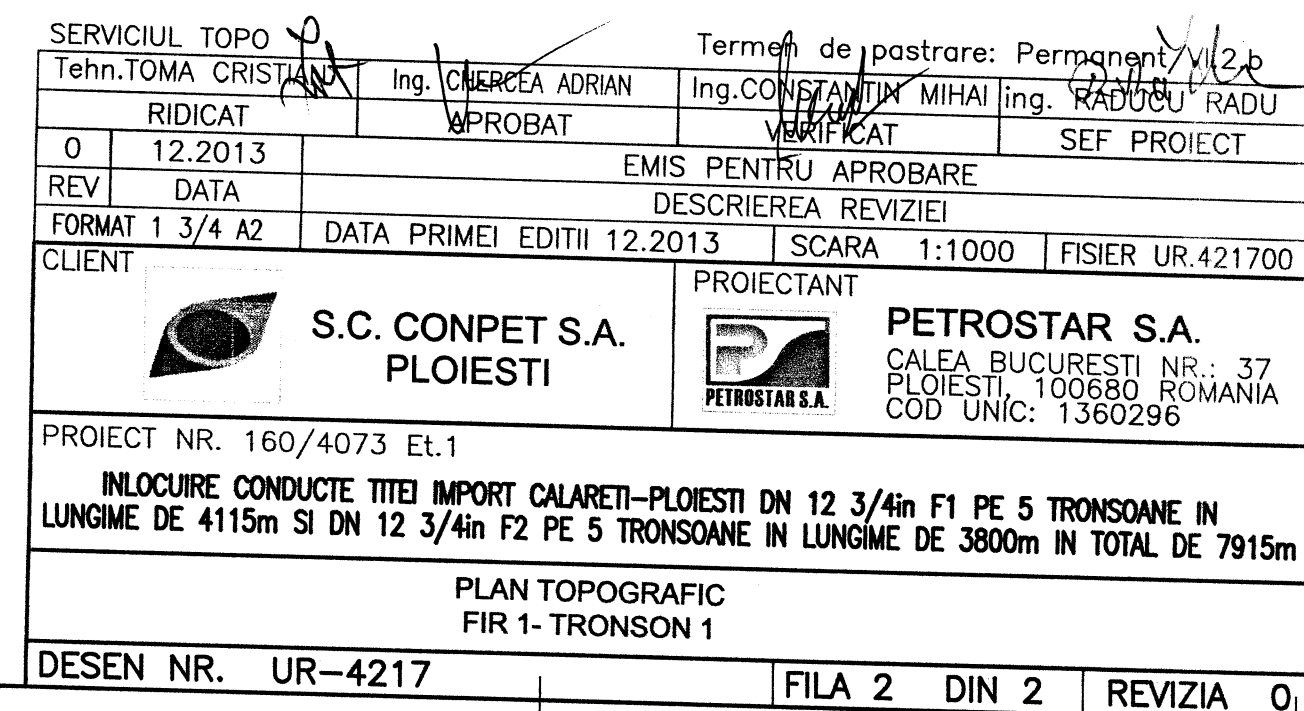 SERVICIUL TOPO Termen de pastrare: Permanent/VII.2.b
Tehn.TOMA CRISTIAN Ing. CHERCEA ADRIAN Ing.CONSTANTIN MIHAI ing. RADUCU RADU
RIDICAT APROBAT VERIFICAT SEF PROIECT
0 12.2013 EMIS PENTRU APROBARE
REV DATA DESCRIEREA REVIZIEI
FORMAT 1 3/4 A2 DATA PRIMEI EDITII 12.2013 SCARA 1:1000 FISIER UR.421700
CLIENT
S.C. CONPET S.A.
PLOIESTI
PROIECTANT
PETROSTAR S.A.
PETROSTAR S.A.
CALEA BUCURESTI NR.: 37
PLOIESTI, 100680 ROMANIA
COD UNIC: 1360296
PROIECT NR. 160/4073 Et.1
INLOCUIRE CONDUCTE TITEI IMPORT CALARETI-PLOIESTI DN 12 3/4in F1 PE 5 TRONSOANE IN
LUNGIME DE 4115m SI DN 12 3/4in F2 PE 5 TRONSOANE IN LUNGIME DE 3800m IN TOTAL DE 7915m
PLAN TOPOGRAFIC
FIR 1- TRONSON 1
DESEN NR. UR-4217 FILA 2 DIN 2 REVIZIA 0